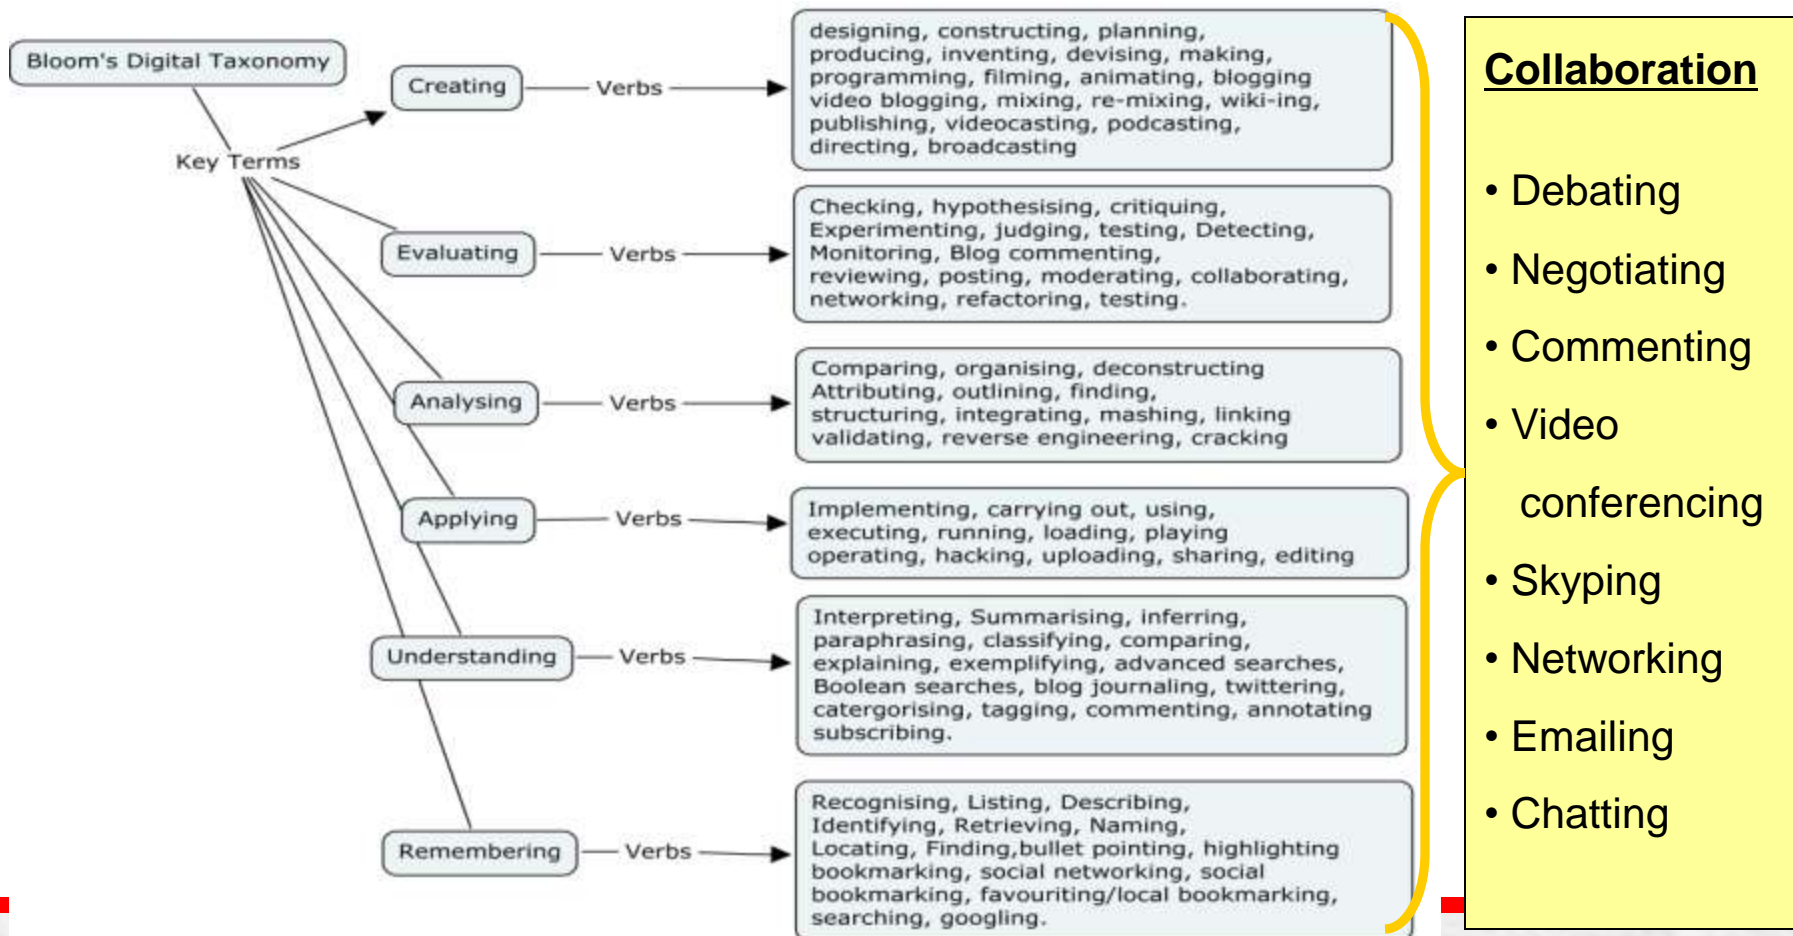 Bloom's Digital Taxonomy
Key Terms
Creating
Verbs
designing, constructing, planning,
producing, inventing, devising, making,
programming, filming, animating, blogging
video blogging, mixing, re-mixing, wiki-ing,
publishing, videocasting, podcasting,
directing, broadcasting
Evaluating
Verbs
Checking, hypothesising, critiquing,
Experimenting, judging, testing, Detecting,
Monitoring, Blog commenting,
reviewing, posting, moderating, collaborating,
networking, refactoring, testing.
Analysing
Verbs
Comparing, organising, deconstructing
Attributing, outlining, finding,
structuring, integrating, mashing, linking
validating, reverse engineering, cracking
Applying
Verbs
Implementing, carrying out, using,
executing, running, loading, playing
operating, hacking, uploading, sharing, editing
Understanding
Verbs
Interpreting, Summarising, inferring,
paraphrasing, classifying, comparing,
explaining, exemplifying, advanced searches,
Boolean searches, blog journaling, twittering,
catergorising, tagging, commenting, annotating
subscribing.
Remembering
Verbs
Recognising, Listing, Describing,
Identifying, Retrieving, Naming,
Locating, Finding,bullet pointing, highlighting
bookmarking, social networking, social
bookmarking, favouriting/local bookmarking,
searching, googling.
Collaboration
• Debating
• Negotiating
• Commenting
• Video
conferencing
• Skyping
• Networking
• Emailing
• Chatting